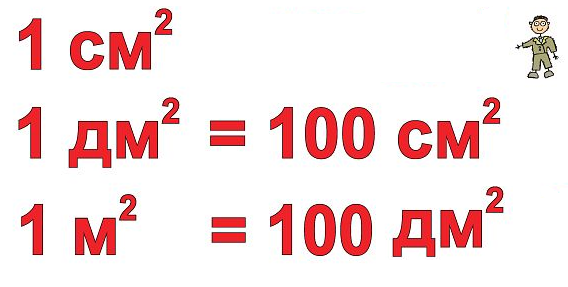 1 см²
1 дм² = 100 см²
1 м² = 100 дм²